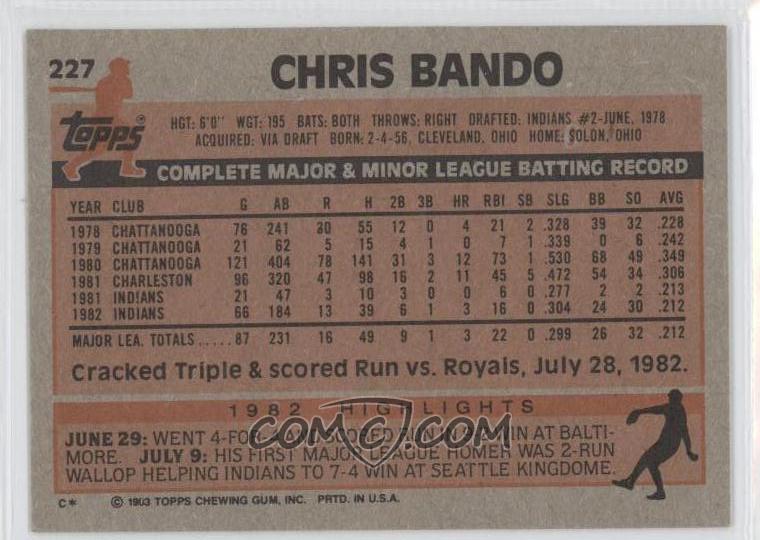 227 CHRIS BANDO
Topps
HGT: 6'0" WGT: 195 BATS: BOTH THROWS: RIGHT DRAFTED: INDIANS #2-JUNE, 1978
ACQUIRED: VIA DRAFT BORN: 2-4-56, CLEVELAND, OHIO HOME: SOLON, OHIO
COMPLETE MAJOR & MINOR LEAGUE BATTING RECORD
YEAR CLUB G AB R H 2B 3B HR RBI SB SLG BB SO AVG
1978 CHATTANOOGA 76 241 30 55 12 0 4 21 2 .328 39 32 .228
1979 CHATTANOOGA 21 62 5 15 4 1 0 7 1 .339 0 6 .242
1980 CHATTANOOGA 121 404 78 141 31 3 12 73 1 .530 68 49 .349
1981 CHARLESTON 96 320 47 98 16 2 11 45 5 .472 54 34 .306
1981 INDIANS 21 47 3 10 3 0 0 6 0 .277 2 2 .213
1982 INDIANS 66 184 13 39 6 1 3 16 0 .304 24 30 .212
MAJOR LEA. TOTALS.....87 231 16 49 9 1 3 22 0 .299 26 32 .212
Cracked Triple & scored Run vs. Royals, July 28, 1982.
1982 HIGHLIGHTS
COMC.COM
JUNE 29: WENT 4-FOR-4 AND SCORED RUN IN WIN AT BALTI-
MORE. JULY 9: HIS FIRST MAJOR LEAGUE HOMER WAS 2-RUN
WALLOP HELPING INDIANS TO 7-4 WIN AT SEATTLE KINGDOME.
C* © 1983 TOPPS CHEWING GUM, INC. PRTD. IN U.S.A.